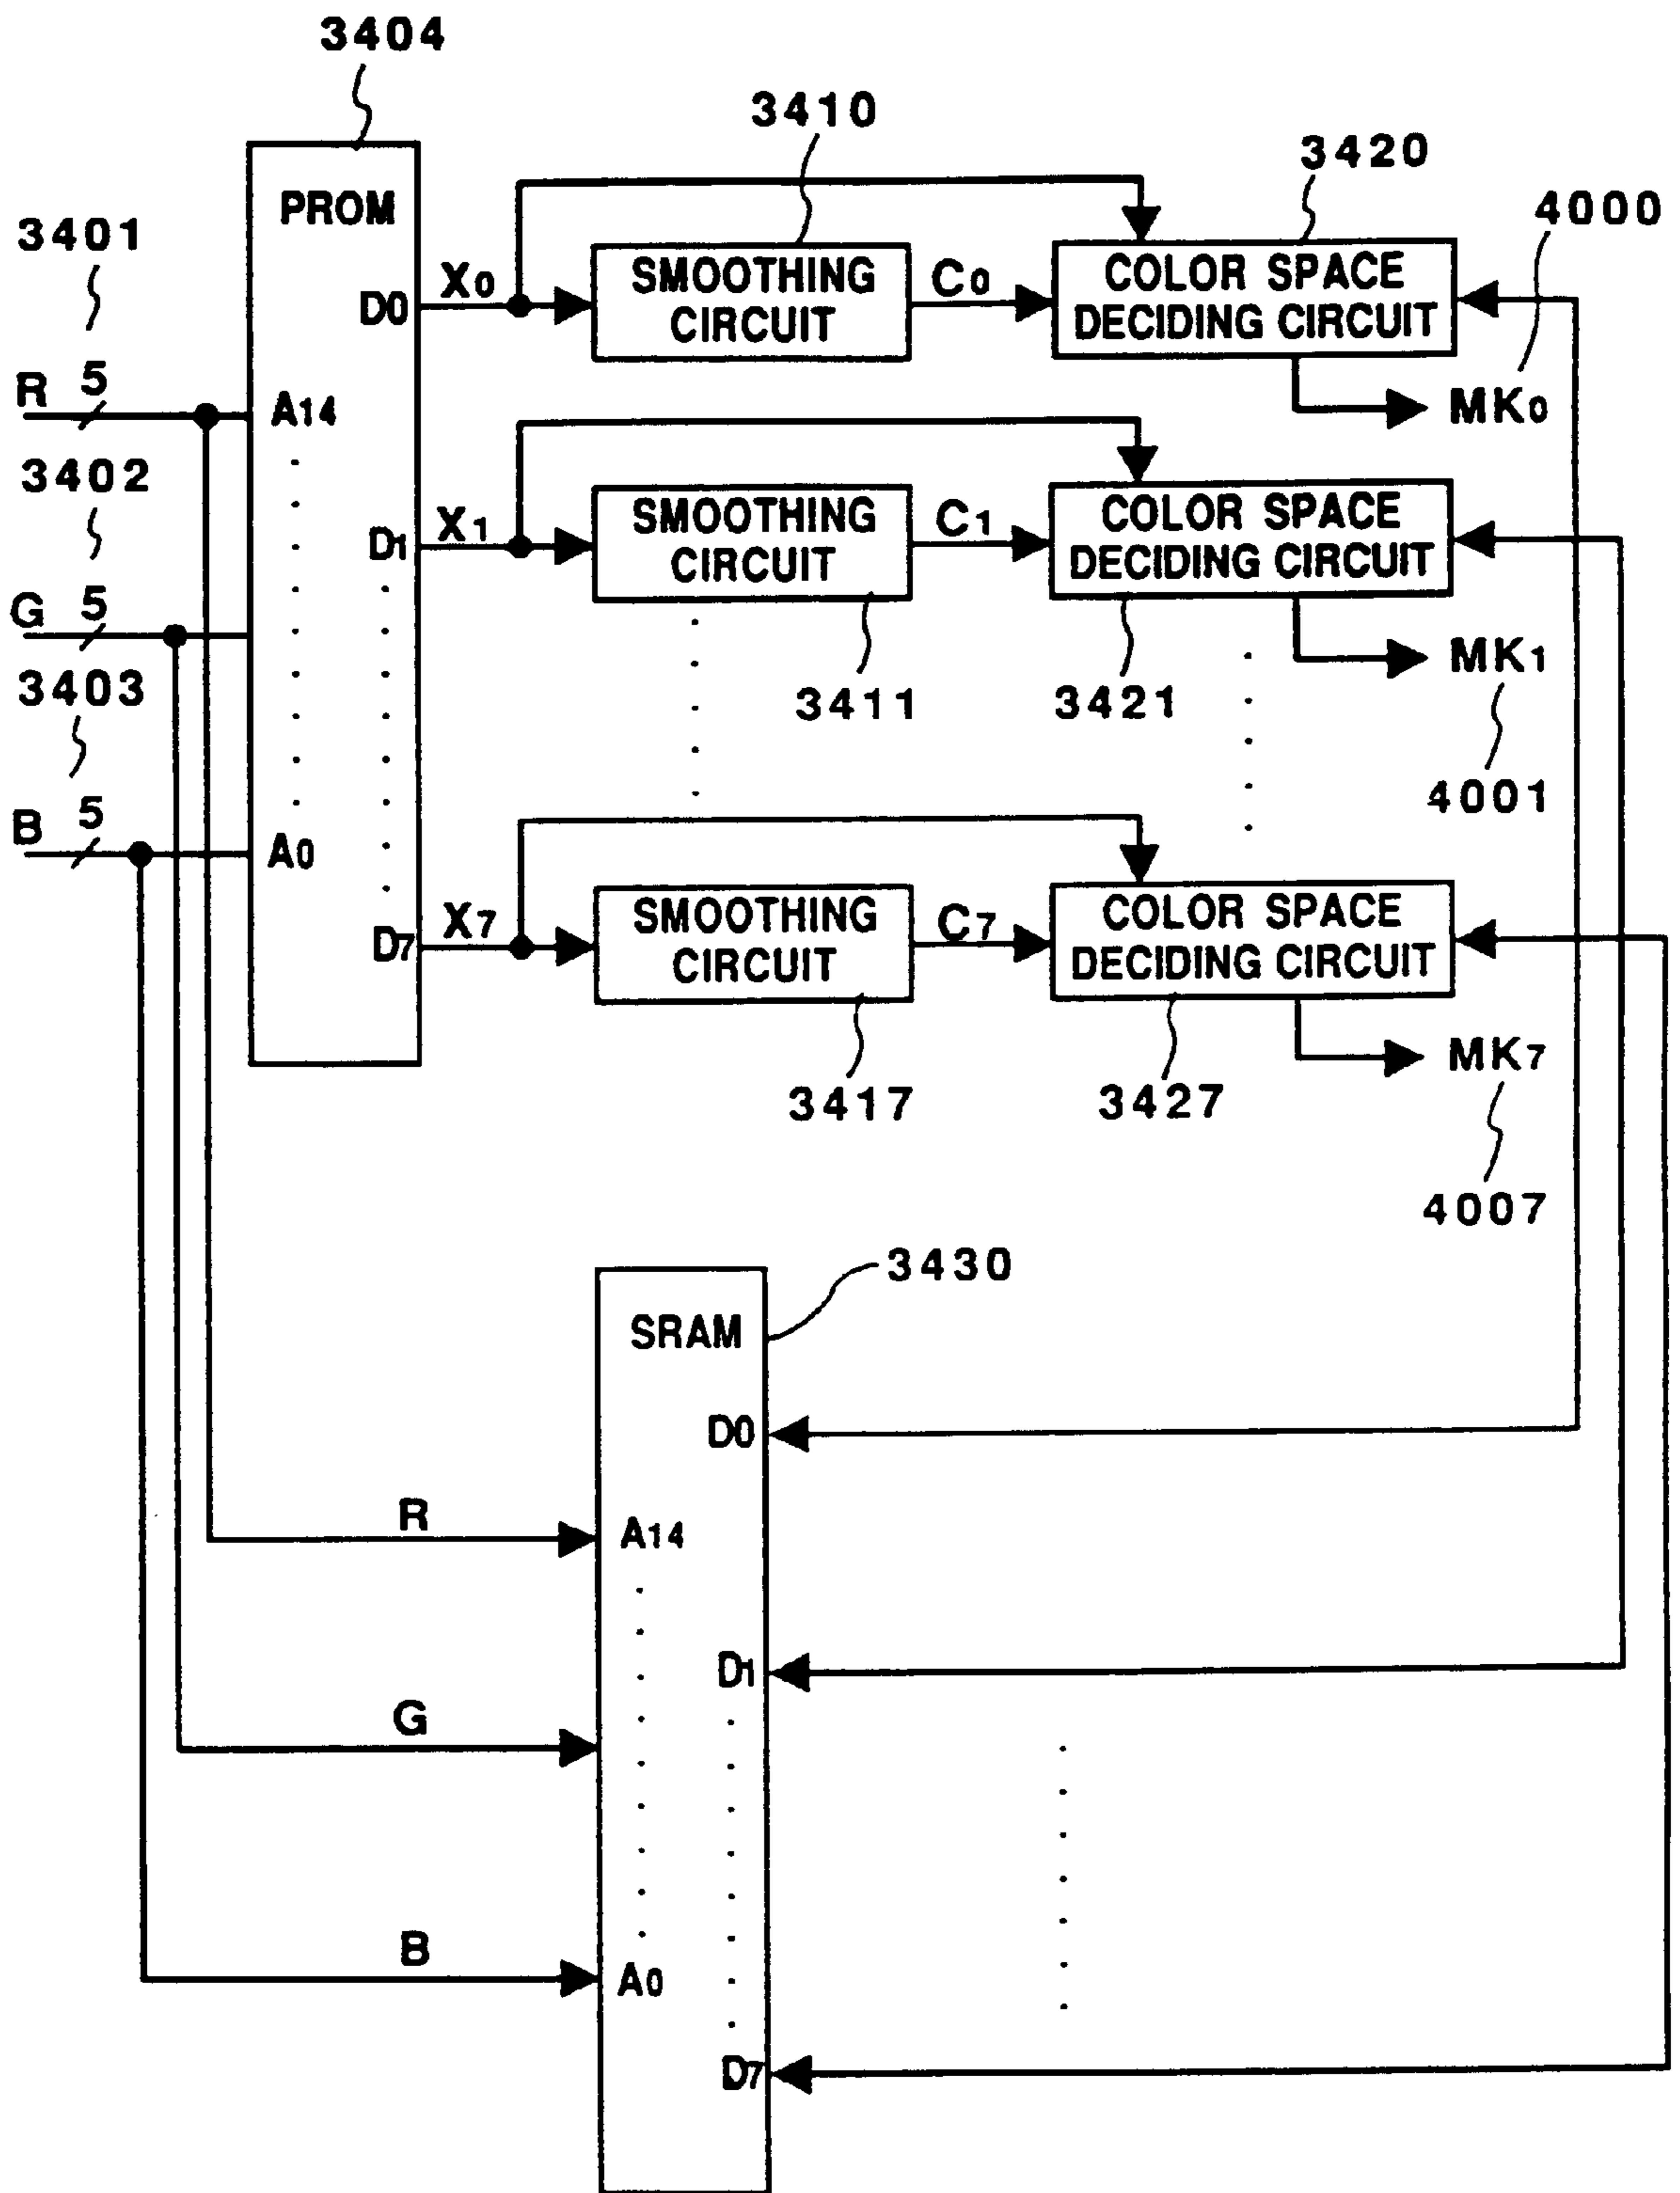 3404
3410
3420
4000
PROM
3401
D0
X0
SMOOTHING
CIRCUIT
C0
COLOR SPACE
DECIDING CIRCUIT
R
5
A14
MK0
3402
D1
X1
SMOOTHING
CIRCUIT
C1
COLOR SPACE
DECIDING CIRCUIT
G
5
MK1
3403
3411
3421
4001
B
5
A0
D7
X7
SMOOTHING
CIRCUIT
C7
COLOR SPACE
DECIDING CIRCUIT
MK7
3417
3427
4007
3430
SRAM
D0
R
A14
D1
G
B
A0
D7